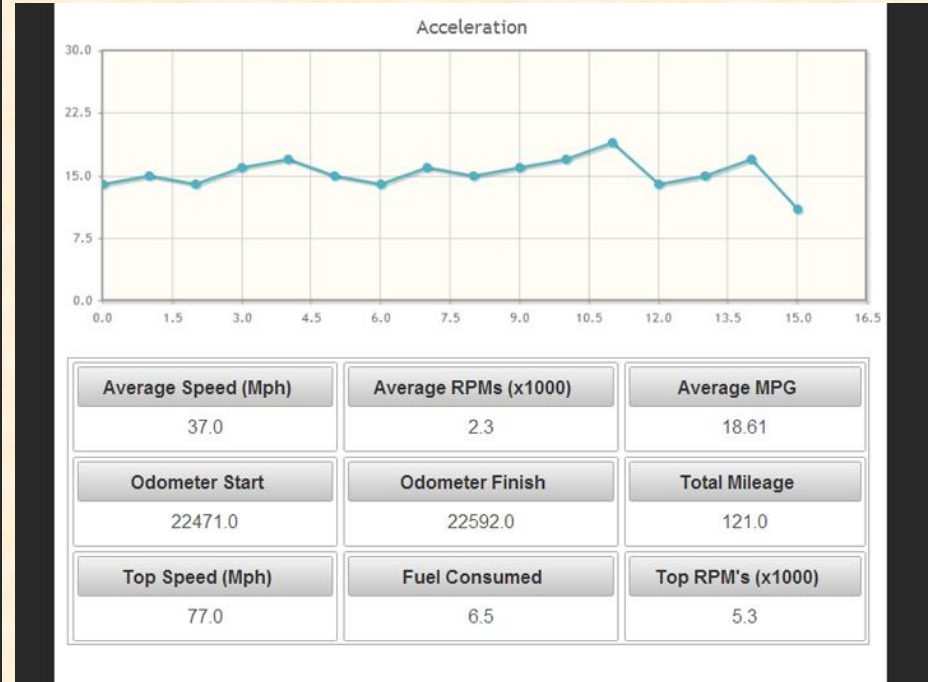 Acceleration
30.0
22.5
15.0
7.5
0.0
0.0 1.5 3.0 4.5 6.0 7.5 9.0 10.5 12.0 13.5 15.0 16.5
Average Speed (Mph) Average RPMs (x1000) Average MPG
37.0 2.3 18.61
Odometer Start Odometer Finish Total Mileage
22471.0 22592.0 121.0
Top Speed (Mph) Fuel Consumed Top RPM's (x1000)
77.0 6.5 5.3